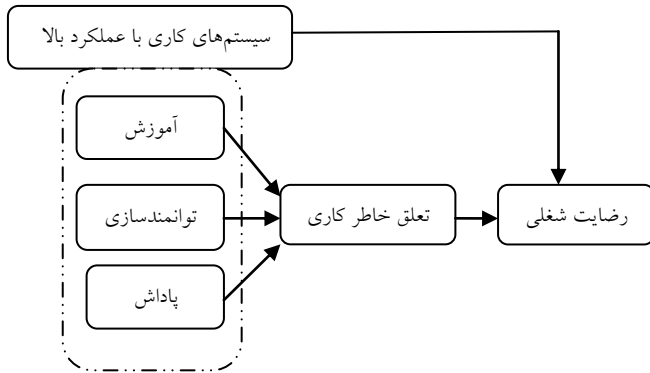 سیستم‌های کاری با عملکرد بالا
آموزش
توانمندسازی
تعلق خاطر کاری
رضایت شغلی
پاداش